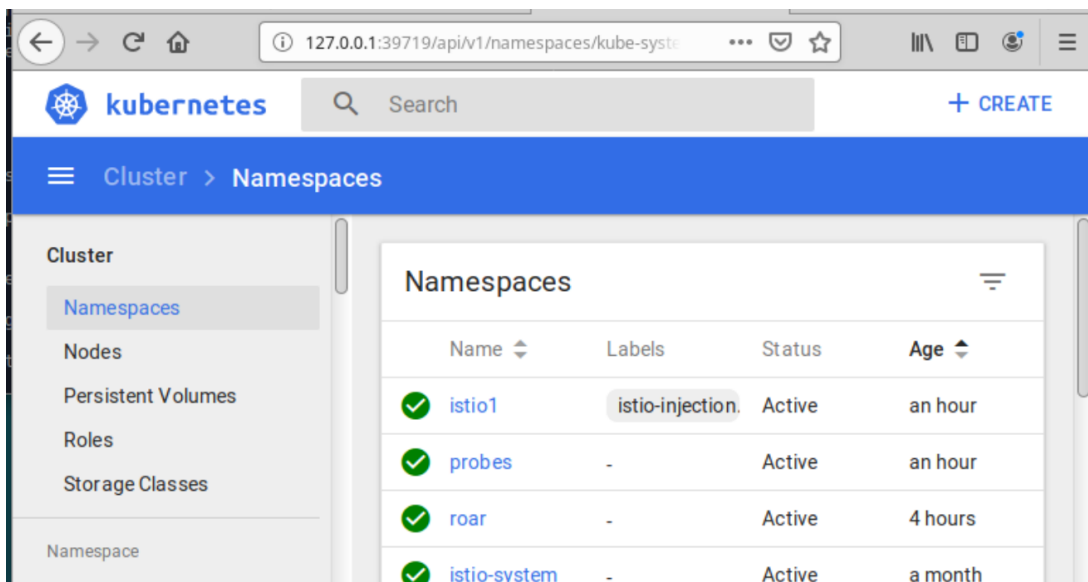 127.0.0.1:39719/api/v1/namespaces/kube-syste
kubernetes
Search
+ CREATE
Cluster > Namespaces
Cluster
Namespaces
Nodes
Persistent Volumes
Roles
Storage Classes
Namespace
Namespaces
Name Labels Status Age
istio1 istio-injection. Active an hour
probes - Active an hour
roar - Active 4 hours
istio-system - Active a month